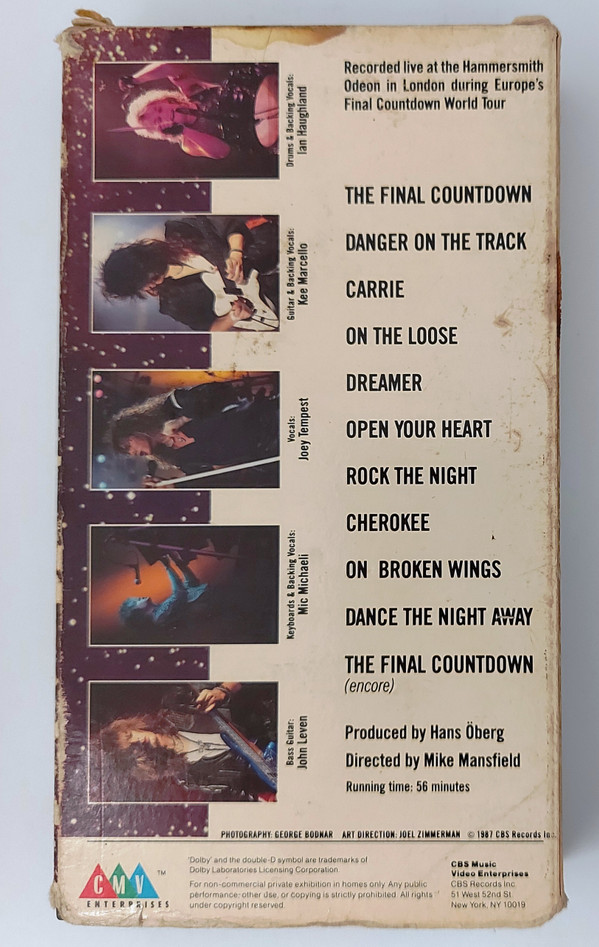 Recorded live at the Hammersmith
Odeon in London during Europe's
Final Countdown World Tour
Drums & Backing Vocals:
Ian Haughland
Guitar & Backing Vocals:
Kee Marcello
Vocals:
Joey Tempest
Keyboards & Backing Vocals:
Mic Michaeli
Bass Guitar:
John Leven
THE FINAL COUNTDOWN
DANGER ON THE TRACK
CARRIE
ON THE LOOSE
DREAMER
OPEN YOUR HEART
ROCK THE NIGHT
CHEROKEE
ON BROKEN WINGS
DANCE THE NIGHT AWAY
THE FINAL COUNTDOWN
(encore)
Produced by Hans Öberg
Directed by Mike Mansfield
Running time: 56 minutes
PHOTOGRAPHY: GEORGE BODNAR ART DIRECTION: JOEL ZIMMERMAN © 1987 CBS Records Inc.
CMV TM
ENTERPRISES
'Dolby' and the double-D symbol are trademarks of
Dolby Laboratories Licensing Corporation.
For non-commercial private exhibition in homes only. Any public
performance, other use, or copying is strictly prohibited. All rights
under copyright reserved.
CBS Music
Video Enterprises
CBS Records Inc.
51 West 52nd St.
New York, NY 10019